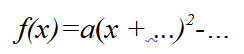 f(x)=a(x + ...)²-...